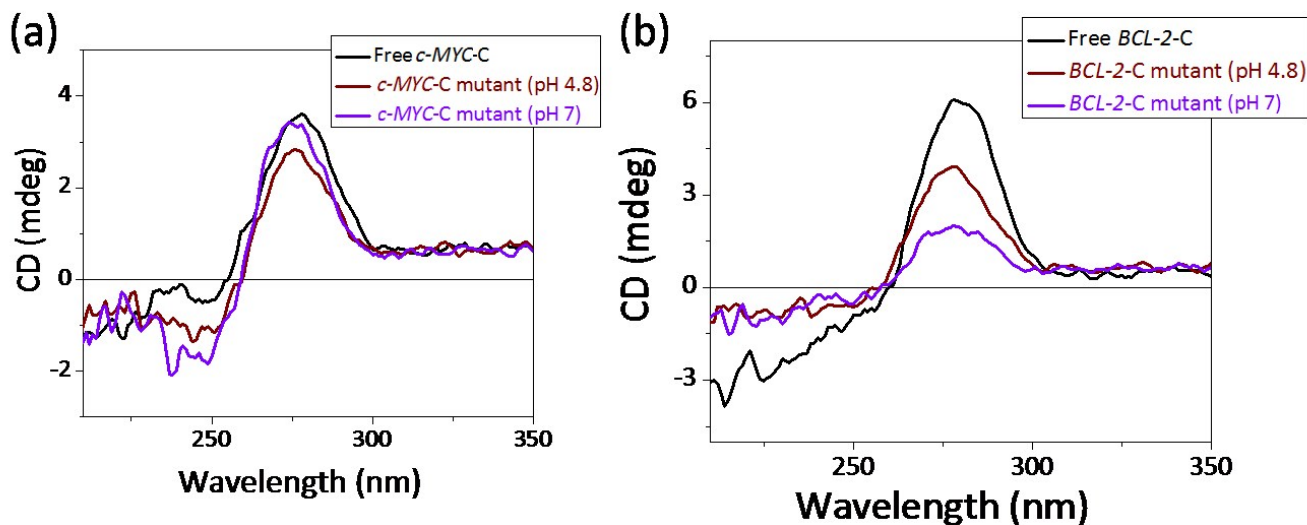 (a)
Free c-MYC-C
c-MYC-C mutant (pH 4.8)
c-MYC-C mutant (pH 7)
CD (mdeg)
4
2
0
-2
250
300
350
Wavelength (nm)
(b)
Free BCL-2-C
BCL-2-C mutant (pH 4.8)
BCL-2-C mutant (pH 7)
CD (mdeg)
6
3
0
-3
250
300
350
Wavelength (nm)